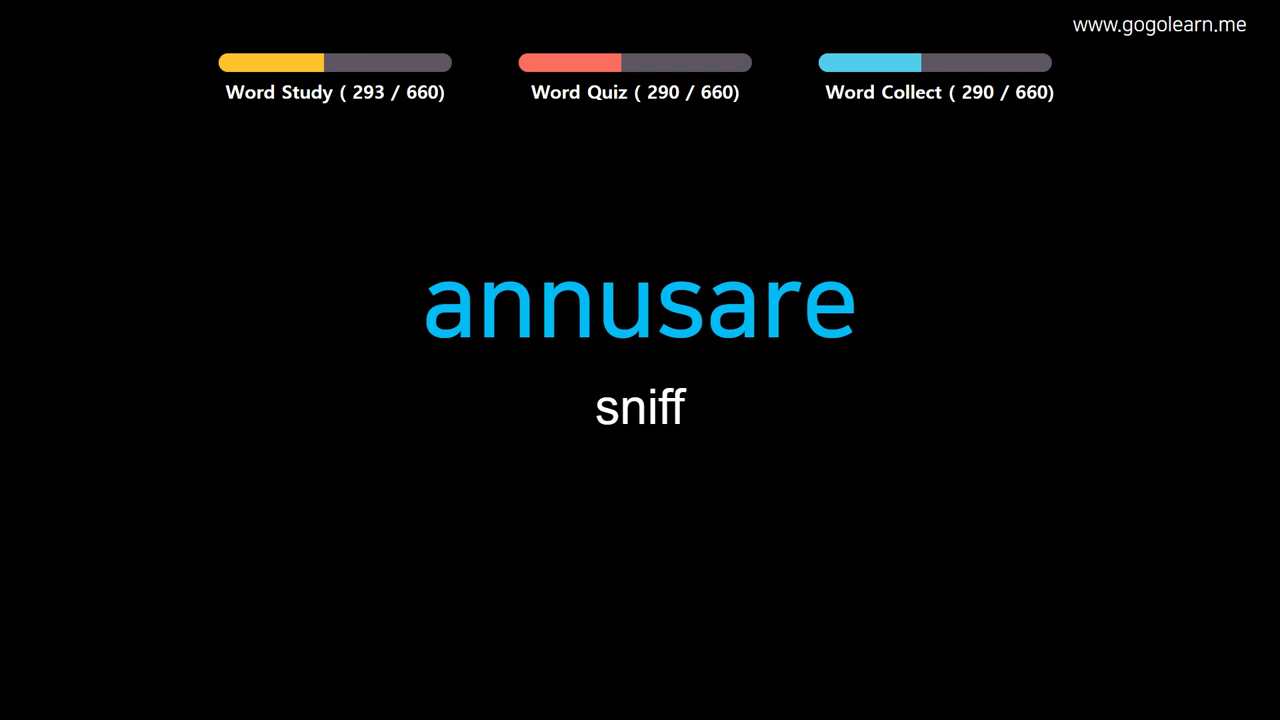 www.gogolearn.me
Word Study ( 293 / 660)
Word Quiz ( 290 / 660)
Word Collect ( 290 / 660)
annusare
sniff